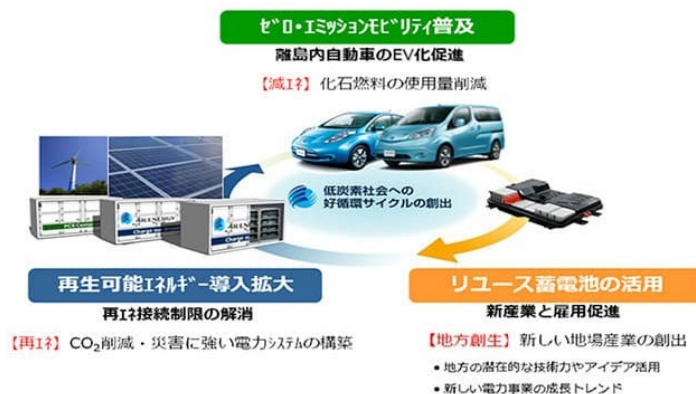 ゼロ・エミッションモビリティ普及
離島内自動車のEV化促進
【減エネ】 化石燃料の使用量削減
低炭素社会への
好循環サイクルの創出
再生可能エネルギー導入拡大
再エネ接続制限の解消
【再エネ】 CO₂削減・災害に強い電力システムの構築
リユース蓄電池の活用
新産業と雇用促進
【地方創生】 新しい地場産業の創出
• 地方の潜在的な技術力やアイデア活用
• 新しい電力事業の成長トレンド